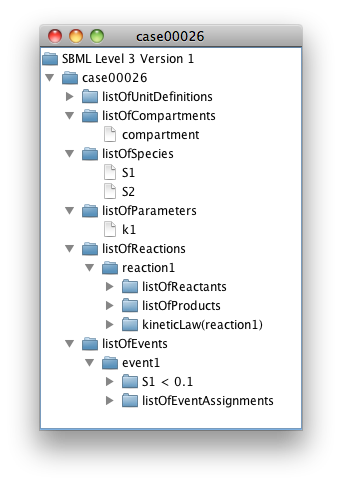 case00026
SBML Level 3 Version 1
case00026
listOfUnitDefinitions
listOfCompartments
compartment
listOfSpecies
S1
S2
listOfParameters
k1
listOfReactions
reaction1
listOfReactants
listOfProducts
kineticLaw(reaction1)
listOfEvents
event1
S1 < 0.1
listOfEventAssignments